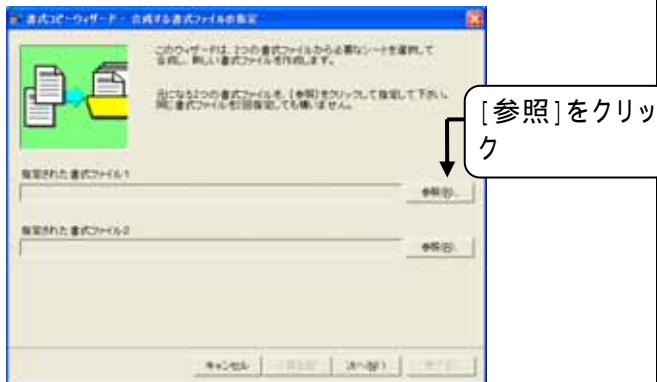 書式コピーウィザード - 合成する書式ファイルの指定
このウィザードは、2つの書式ファイルから必要なシートを選択して
合成し、新しい書式ファイルを作成します。
元になる2つの書式ファイルを、[参照]をクリックして指定して下さい。
同じ書式ファイルを2回指定しても構いません。
[参照]をクリッ
ク
指定された書式ファイル1
参照(B)..
指定された書式ファイル2
参照(B)..
キャンセル
次へ(N)